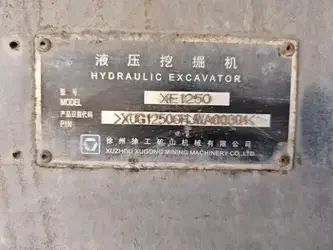 液压挖掘机
HYDRAULIC EXCAVATOR
型号
MODEL XE1250
产品识别代码
PIN
徐州徐工矿山机械有限公司
XUZHOU XUGONG MINING MACHINERY CO.,LTD.